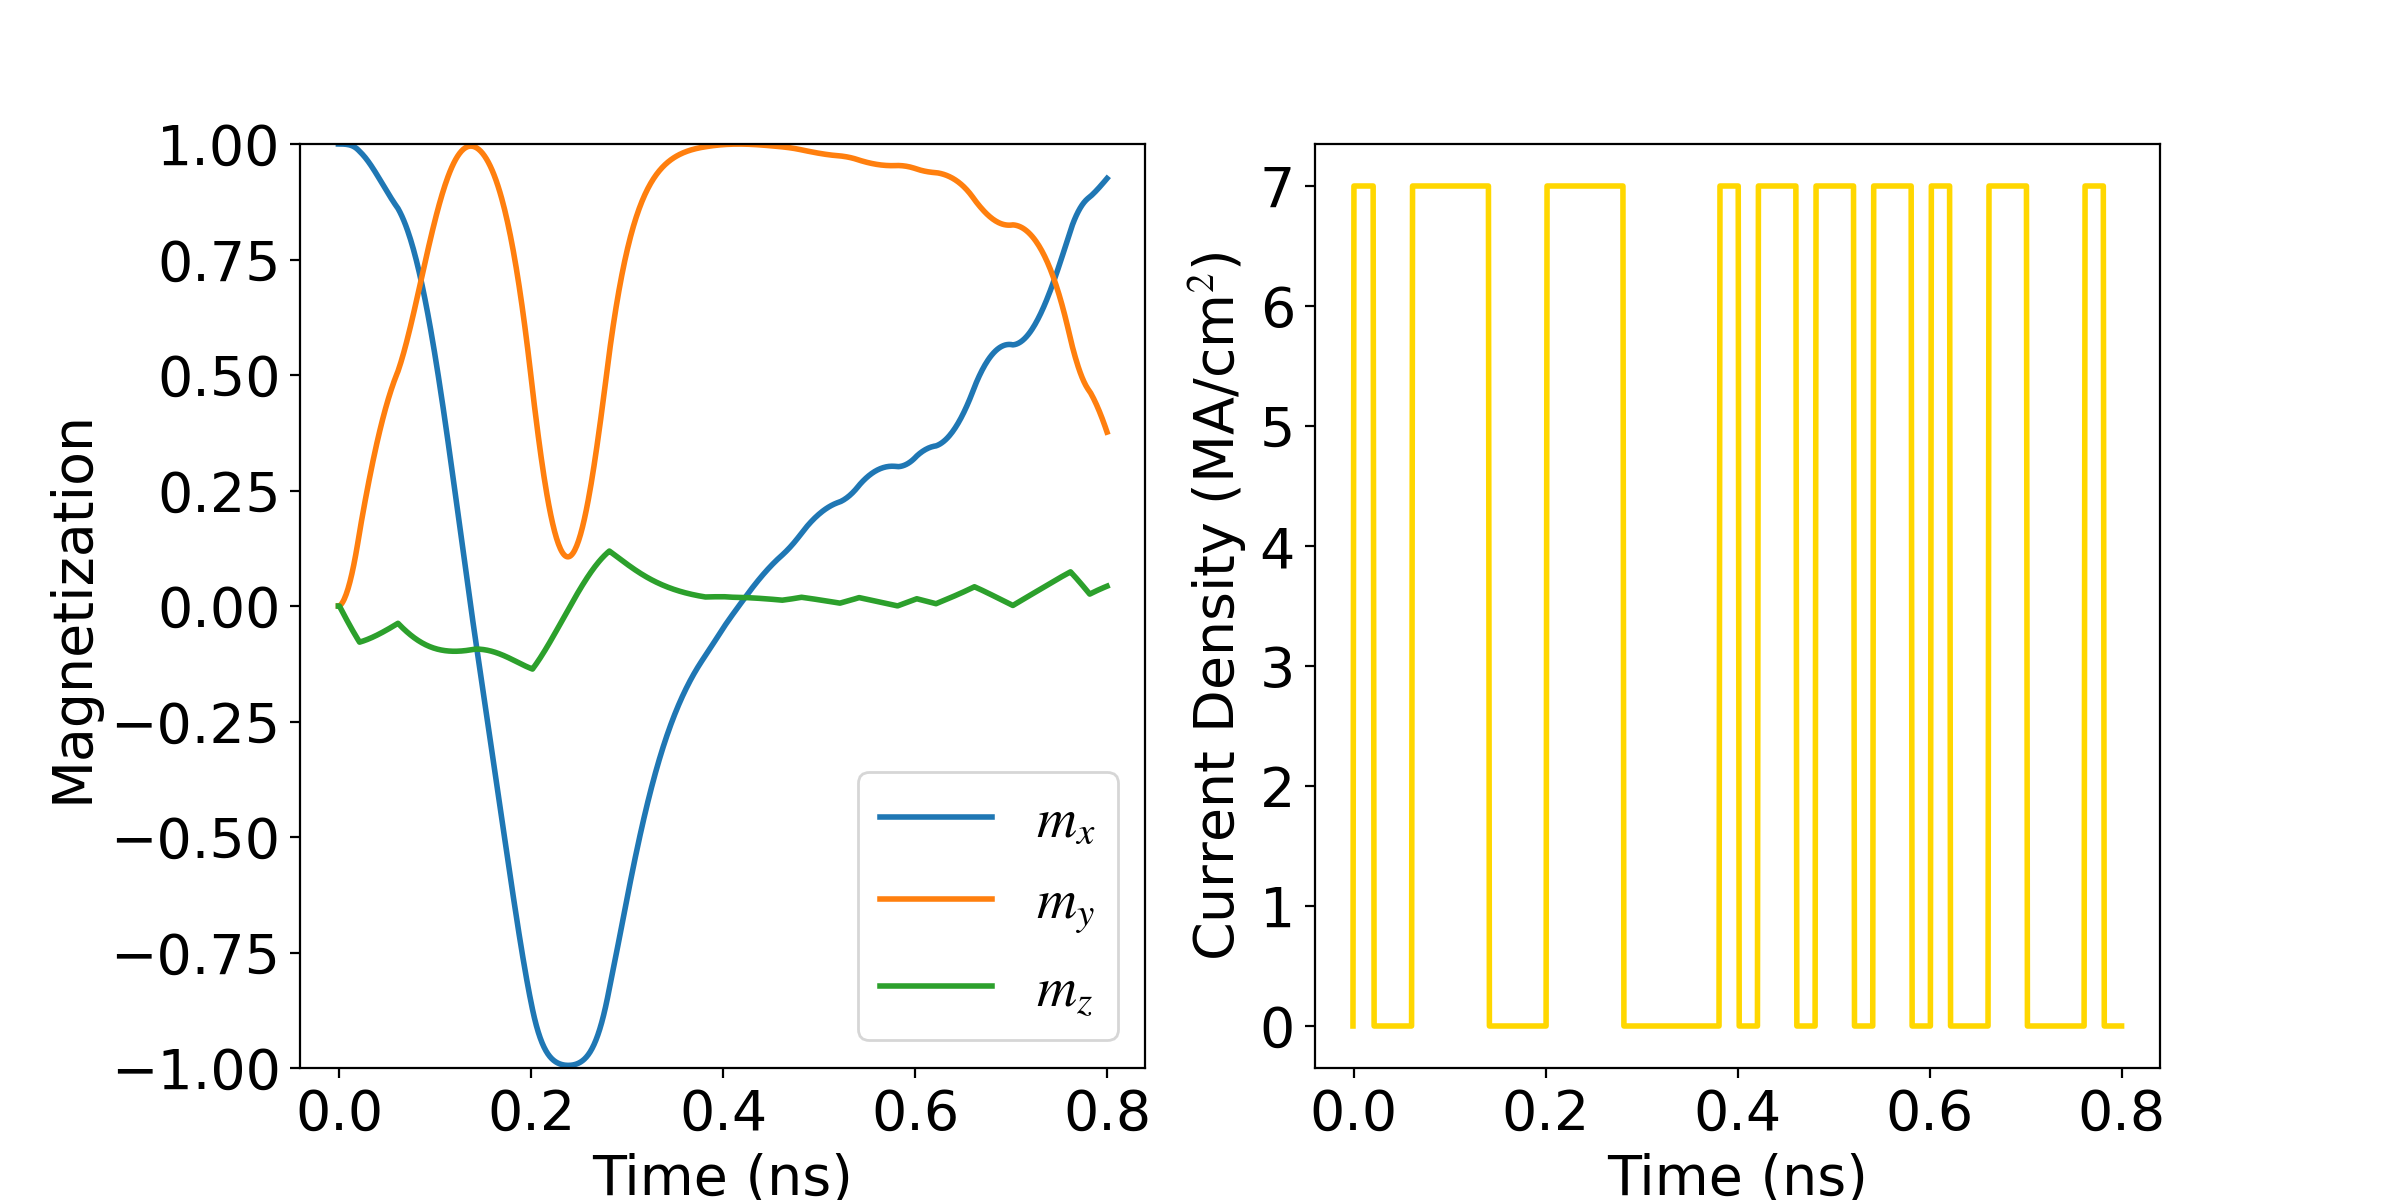 Magnetization
1.00
0.75
0.50
0.25
0.00
−0.25
−0.50
−0.75
−1.00
0.0 0.2 0.4 0.6 0.8
Time (ns)
m_x
m_y
m_z
Current Density (MA/cm²)
7
6
5
4
3
2
1
0
0.0 0.2 0.4 0.6 0.8
Time (ns)